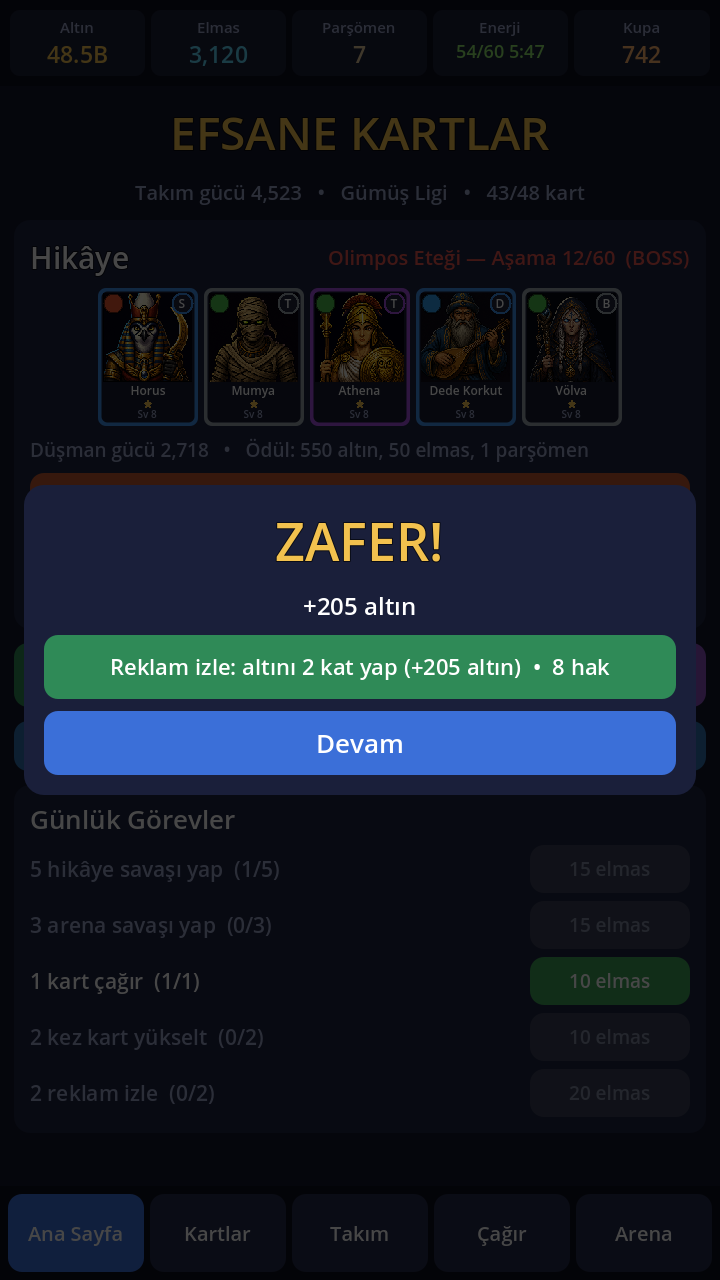 Altın Elmas Parşömen Enerji Kupa
48.5B 3,120 7 54/60 5:47 742
EFSANE KARTLAR
Takım gücü 4,523 • Gümüş Ligi • 43/48 kart
Hikâye Olimpos Eteği — Aşama 12/60 (BOSS)
S T T D B
Horus Mumya Athena Dede Korkut Völva
Sv 8 Sv 8 Sv 8 Sv 8 Sv 8
Düşman gücü 2,718 • Ödül: 550 altın, 50 elmas, 1 parşömen
ZAFER!
+205 altın
Reklam izle: altını 2 kat yap (+205 altın) • 8 hak
Devam
Günlük Görevler
5 hikâye savaşı yap (1/5) 15 elmas
3 arena savaşı yap (0/3) 15 elmas
1 kart çağır (1/1) 10 elmas
2 kez kart yükselt (0/2) 10 elmas
2 reklam izle (0/2) 20 elmas
Ana Sayfa Kartlar Takım Çağır Arena